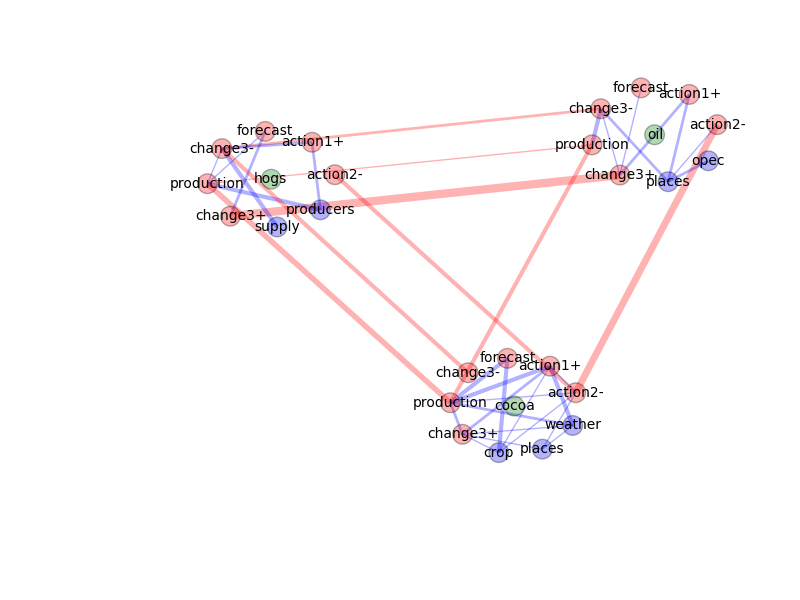 forecast
change3-
action1+
production
hogs
action2-
change3+
producers
supply
forecast
action1+
change3-
action2-
oil
production
opec
change3+
places
forecast
change3-
action1+
action2-
production
cocoa
weather
change3+
places
crop